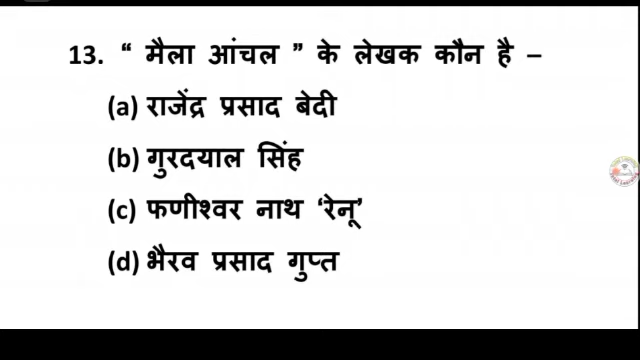 13. “ मैला आंचल ” के लेखक कौन है –
(a) राजेंद्र प्रसाद बेदी
(b) गुरदयाल सिंह
(c) फणीश्वर नाथ ‘रेनू’
(d) भैरव प्रसाद गुप्त